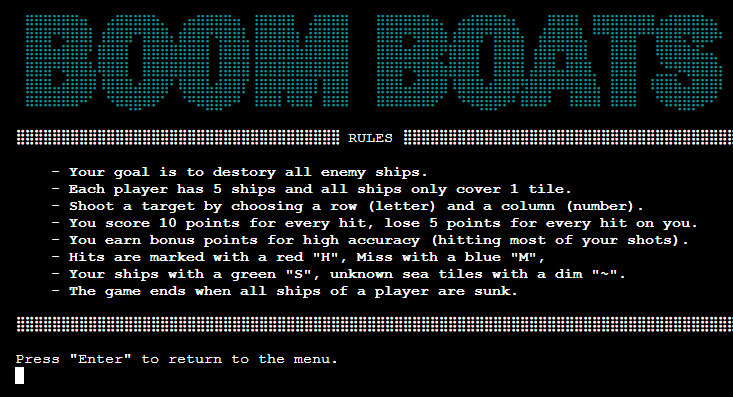 BOOM BOATS
RULES
- Your goal is to destory all enemy ships.
- Each player has 5 ships and all ships only cover 1 tile.
- Shoot a target by choosing a row (letter) and a column (number).
- You score 10 points for every hit, lose 5 points for every hit on you.
- You earn bonus points for high accuracy (hitting most of your shots).
- Hits are marked with a red "H", Miss with a blue "M",
- Your ships with a green "S", unknown sea tiles with a dim "~".
- The game ends when all ships of a player are sunk.
Press "Enter" to return to the menu.